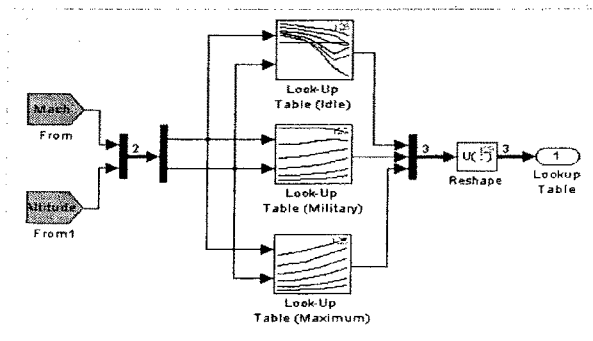 Look-Up
Table (Idle)
Mach
From
2
Look-Up
Table (Military)
3
U( : )
3
1
Reshape
Lookup
Table
Altitude
From1
Look-Up
Table (Maximum)